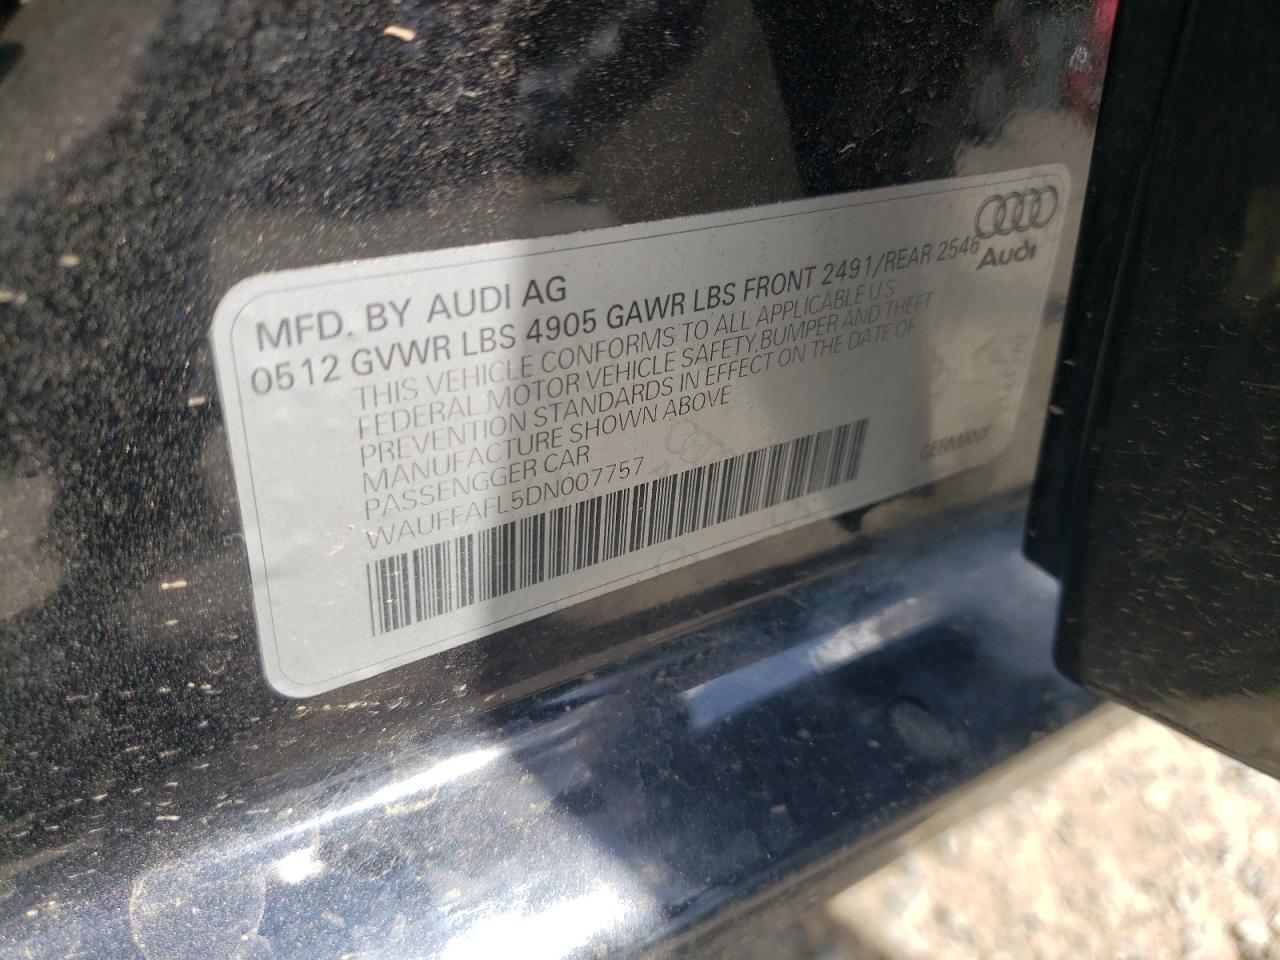 MFD. BY AUDI AG
0512 GVWR LBS 4905 GAWR LBS FRONT 2491/REAR 2546
Audi
THIS VEHICLE CONFORMS TO ALL APPLICABLE U S
FEDERAL MOTOR VEHICLE SAFETY, BUMPER AND THEFT
PREVENTION STANDARDS IN EFFECT ON THE DATE OF
MANUFACTURE SHOWN ABOVE
PASSENGGER CAR
WAUFEAFL5DN007757
GERMANY